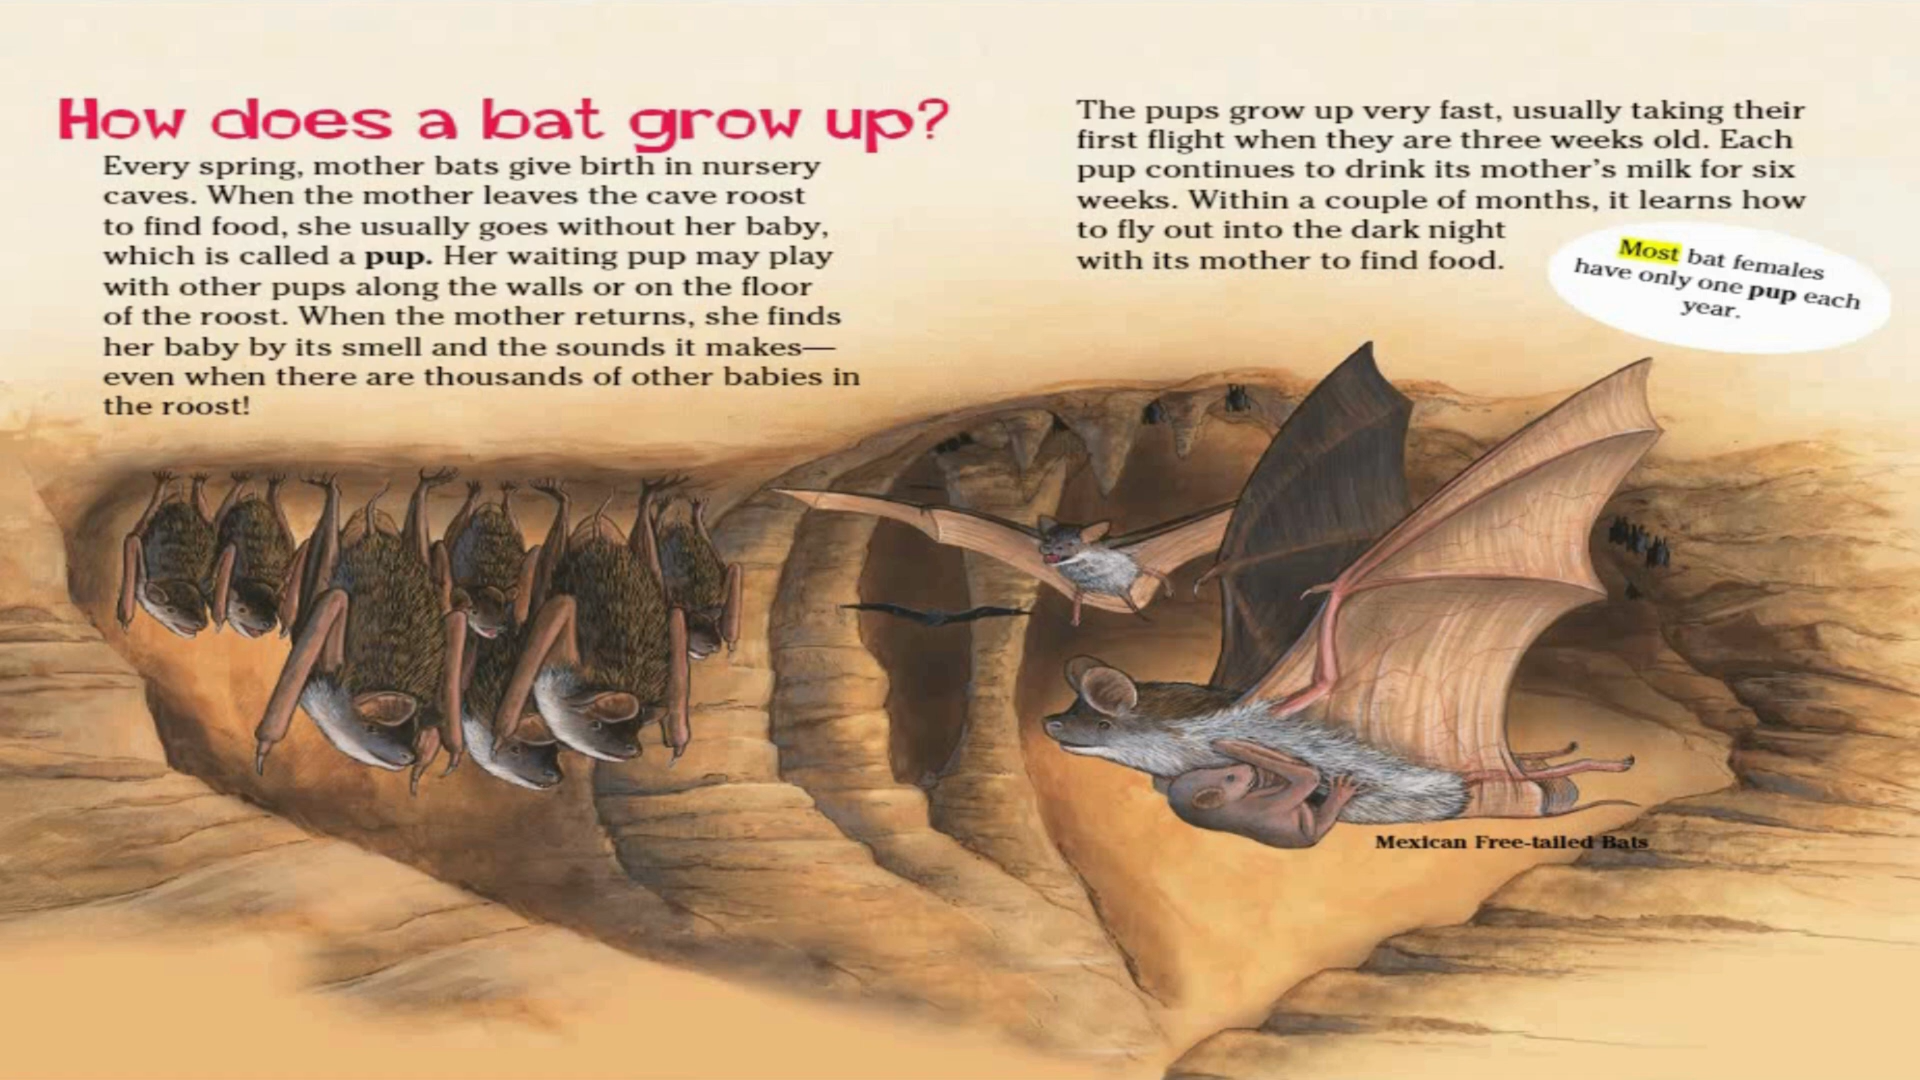 How does a bat grow up?
Every spring, mother bats give birth in nursery
caves. When the mother leaves the cave roost
to find food, she usually goes without her baby,
which is called a pup. Her waiting pup may play
with other pups along the walls or on the floor
of the roost. When the mother returns, she finds
her baby by its smell and the sounds it makes—
even when there are thousands of other babies in
the roost!
The pups grow up very fast, usually taking their
first flight when they are three weeks old. Each
pup continues to drink its mother's milk for six
weeks. Within a couple of months, it learns how
to fly out into the dark night
with its mother to find food.
Most bat females
have only one pup each
year.
Mexican Free-tailed Bats